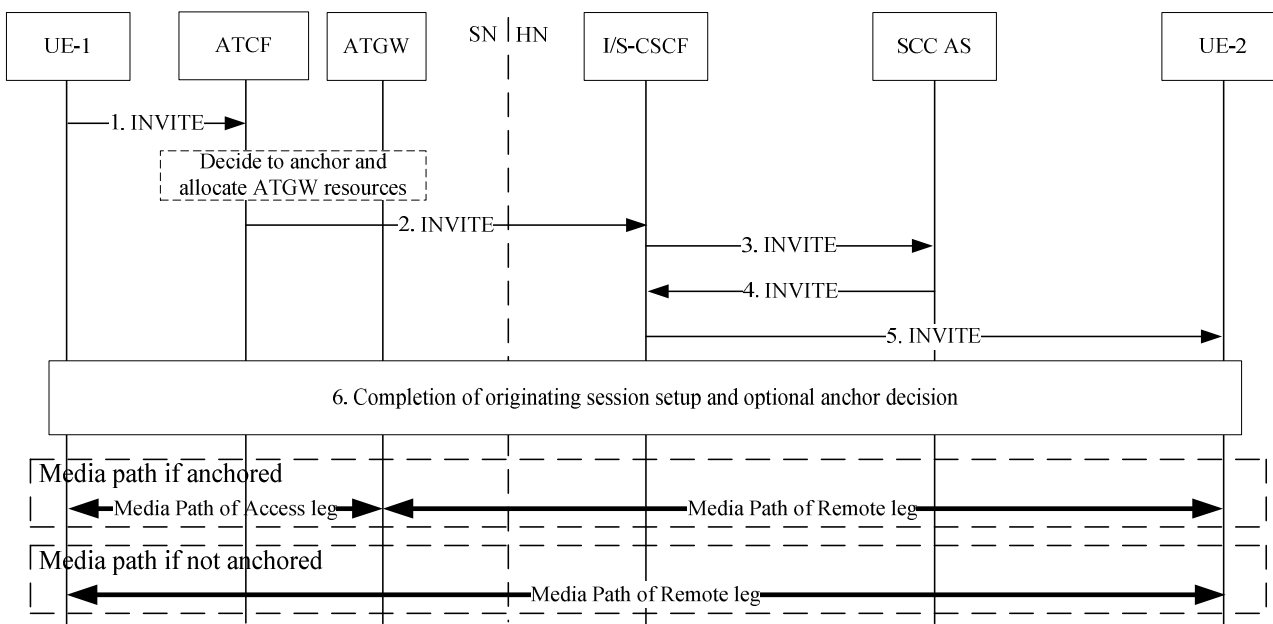 UE-1
ATCF
ATGW
SN
HN
I/S-CSCF
SCC AS
UE-2
1. INVITE
Decide to anchor and
allocate ATGW resources
2. INVITE
3. INVITE
4. INVITE
5. INVITE
6. Completion of originating session setup and optional anchor decision
Media path if anchored
Media Path of Access leg
Media Path of Remote leg
Media path if not anchored
Media Path of Remote leg